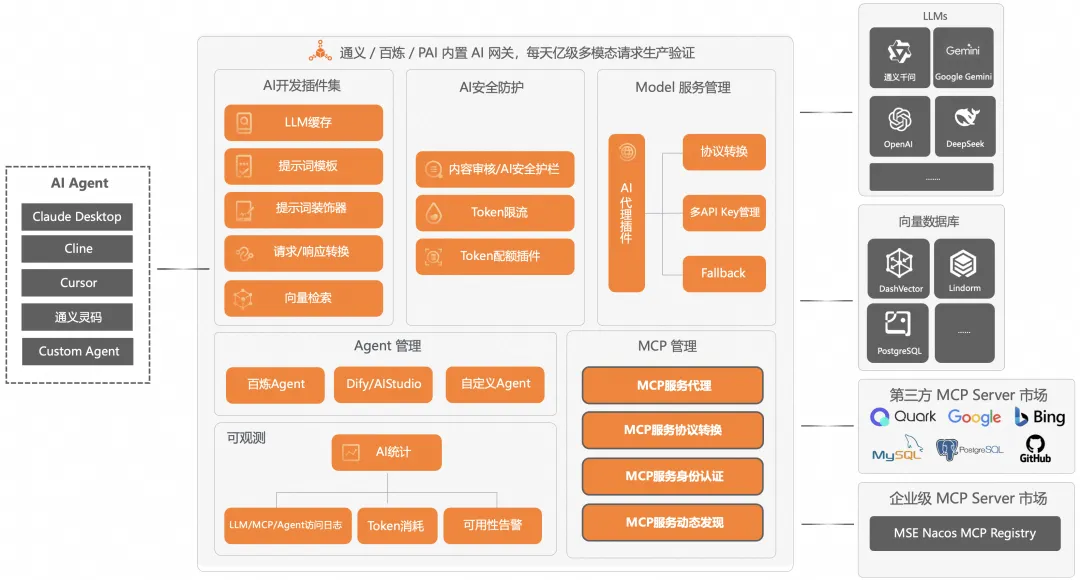 AI Agent
Claude Desktop
Cline
Cursor
通义灵码
Custom Agent
通义 / 百炼 / PAI 内置 AI 网关，每天亿级多模态请求生产验证
AI开发插件集
LLM缓存
提示词模板
提示词装饰器
请求/响应转换
向量检索
AI安全防护
内容审核/AI安全护栏
Token限流
Token配额插件
Model 服务管理
AI代理插件
协议转换
多API Key管理
Fallback
Agent 管理
百炼Agent
Dify/AIStudio
自定义Agent
可观测
AI统计
LLM/MCP/Agent访问日志
Token消耗
可用性告警
MCP 管理
MCP服务代理
MCP服务协议转换
MCP服务身份认证
MCP服务动态发现
LLMs
通义千问
Gemini
Google Gemini
OpenAI
DeepSeek
......
向量数据库
DashVector
Lindorm
PostgreSQL
......
第三方 MCP Server 市场
Quark
Google
Bing
MySQL
PostgreSQL
GitHub
企业级 MCP Server 市场
MSE Nacos MCP Registry